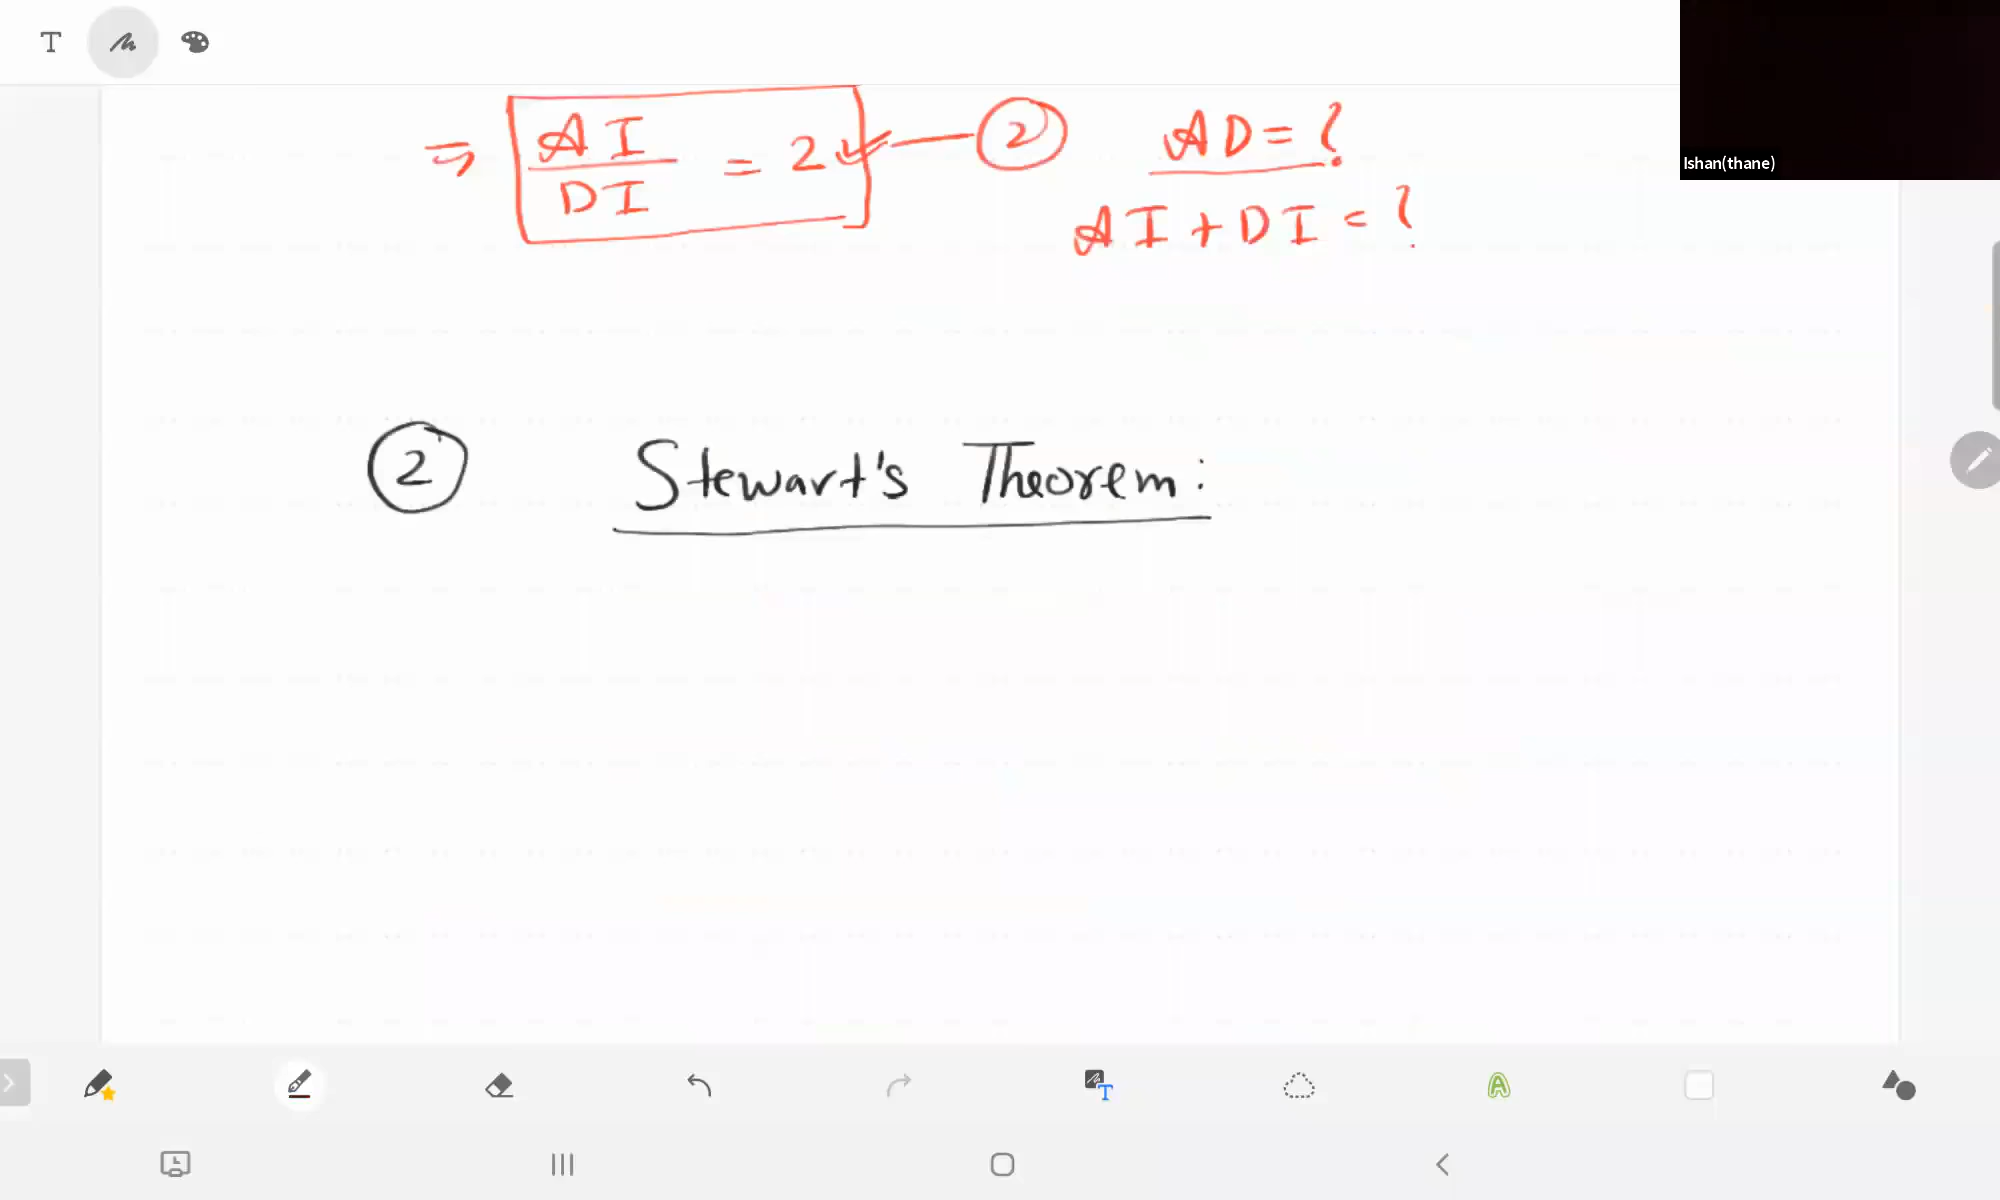 ⇒ AI/DI = 2 ← ②
AD = ?
AI + DI = ?
Ishan(thane)
② Stewart's Theorem: